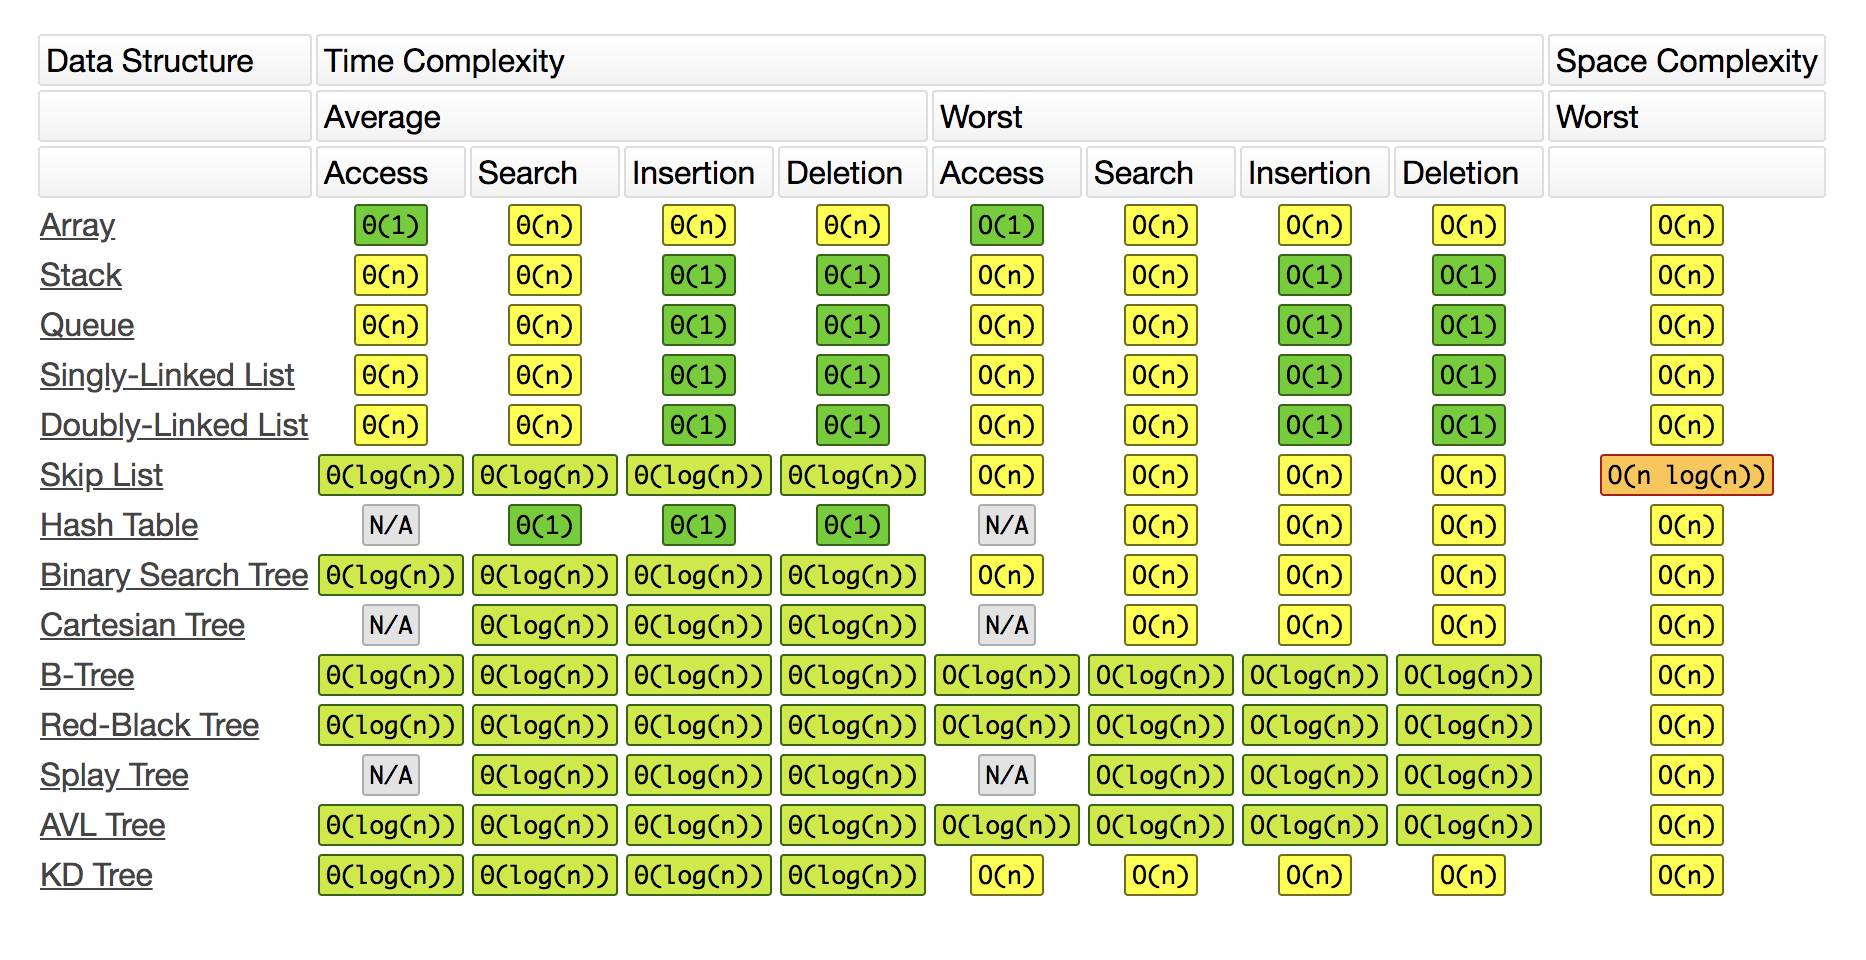 Data Structure Time Complexity Space Complexity
Average Worst Worst
Access Search Insertion Deletion Access Search Insertion Deletion
Array Θ(1) Θ(n) Θ(n) Θ(n) O(1) O(n) O(n) O(n) O(n)
Stack Θ(n) Θ(n) Θ(1) Θ(1) O(n) O(n) O(1) O(1) O(n)
Queue Θ(n) Θ(n) Θ(1) Θ(1) O(n) O(n) O(1) O(1) O(n)
Singly-Linked List Θ(n) Θ(n) Θ(1) Θ(1) O(n) O(n) O(1) O(1) O(n)
Doubly-Linked List Θ(n) Θ(n) Θ(1) Θ(1) O(n) O(n) O(1) O(1) O(n)
Skip List Θ(log(n)) Θ(log(n)) Θ(log(n)) Θ(log(n)) O(n) O(n) O(n) O(n) O(n log(n))
Hash Table N/A Θ(1) Θ(1) Θ(1) N/A O(n) O(n) O(n) O(n)
Binary Search Tree Θ(log(n)) Θ(log(n)) Θ(log(n)) Θ(log(n)) O(n) O(n) O(n) O(n) O(n)
Cartesian Tree N/A Θ(log(n)) Θ(log(n)) Θ(log(n)) N/A O(n) O(n) O(n) O(n)
B-Tree Θ(log(n)) Θ(log(n)) Θ(log(n)) Θ(log(n)) O(log(n)) O(log(n)) O(log(n)) O(log(n)) O(n)
Red-Black Tree Θ(log(n)) Θ(log(n)) Θ(log(n)) Θ(log(n)) O(log(n)) O(log(n)) O(log(n)) O(log(n)) O(n)
Splay Tree N/A Θ(log(n)) Θ(log(n)) Θ(log(n)) N/A O(log(n)) O(log(n)) O(log(n)) O(n)
AVL Tree Θ(log(n)) Θ(log(n)) Θ(log(n)) Θ(log(n)) O(log(n)) O(log(n)) O(log(n)) O(log(n)) O(n)
KD Tree Θ(log(n)) Θ(log(n)) Θ(log(n)) Θ(log(n)) O(n) O(n) O(n) O(n) O(n)